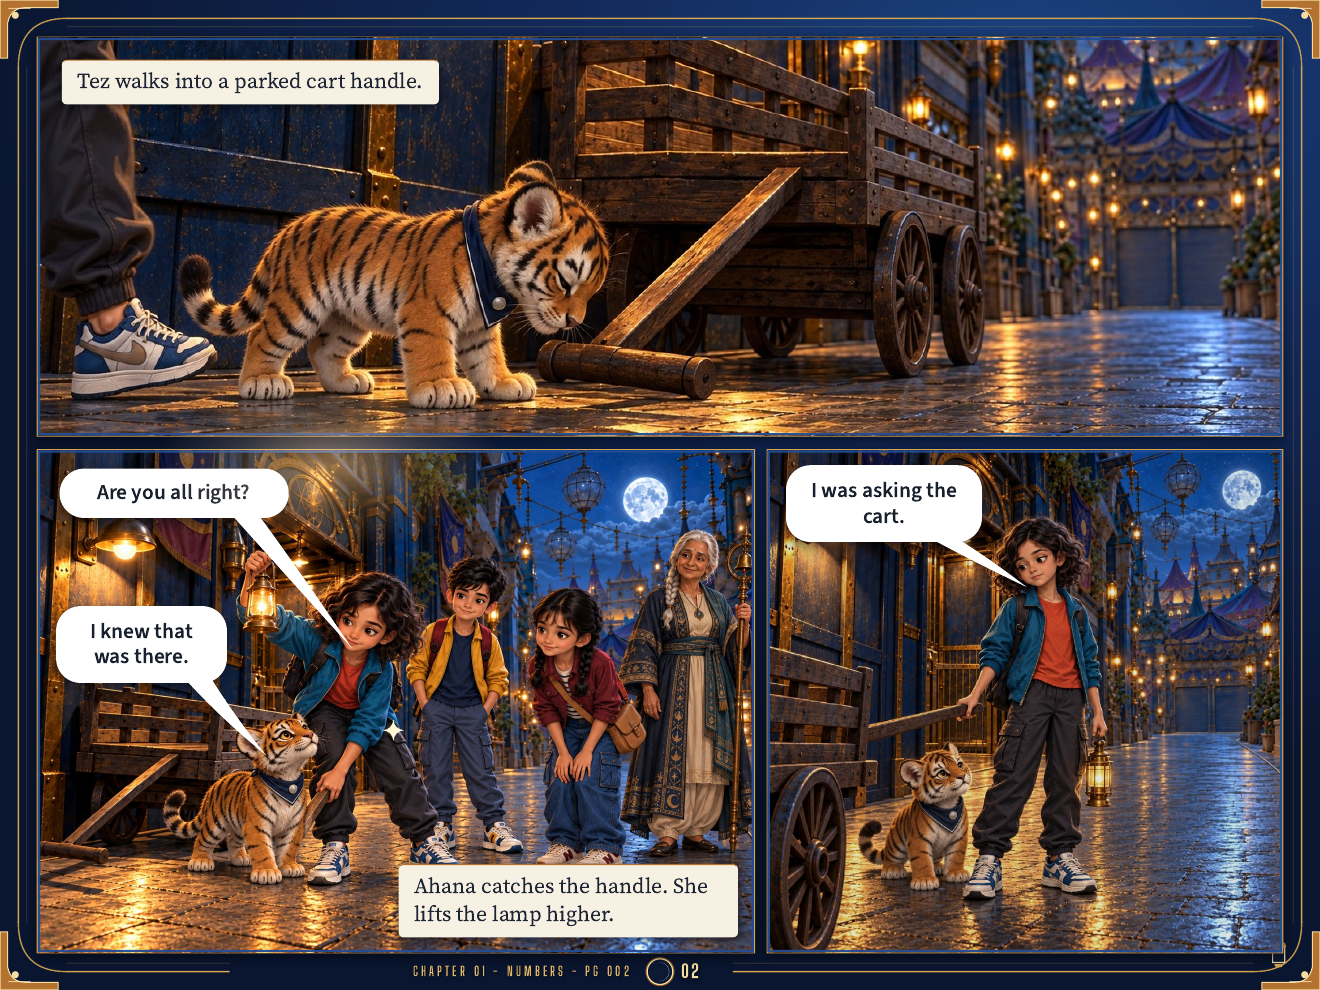 Tez walks into a parked cart handle.
Are you all right?
I knew that
was there.
Ahana catches the handle. She
lifts the lamp higher.
I was asking the
cart.
CHAPTER 01 - NUMBERS - PG 002
02